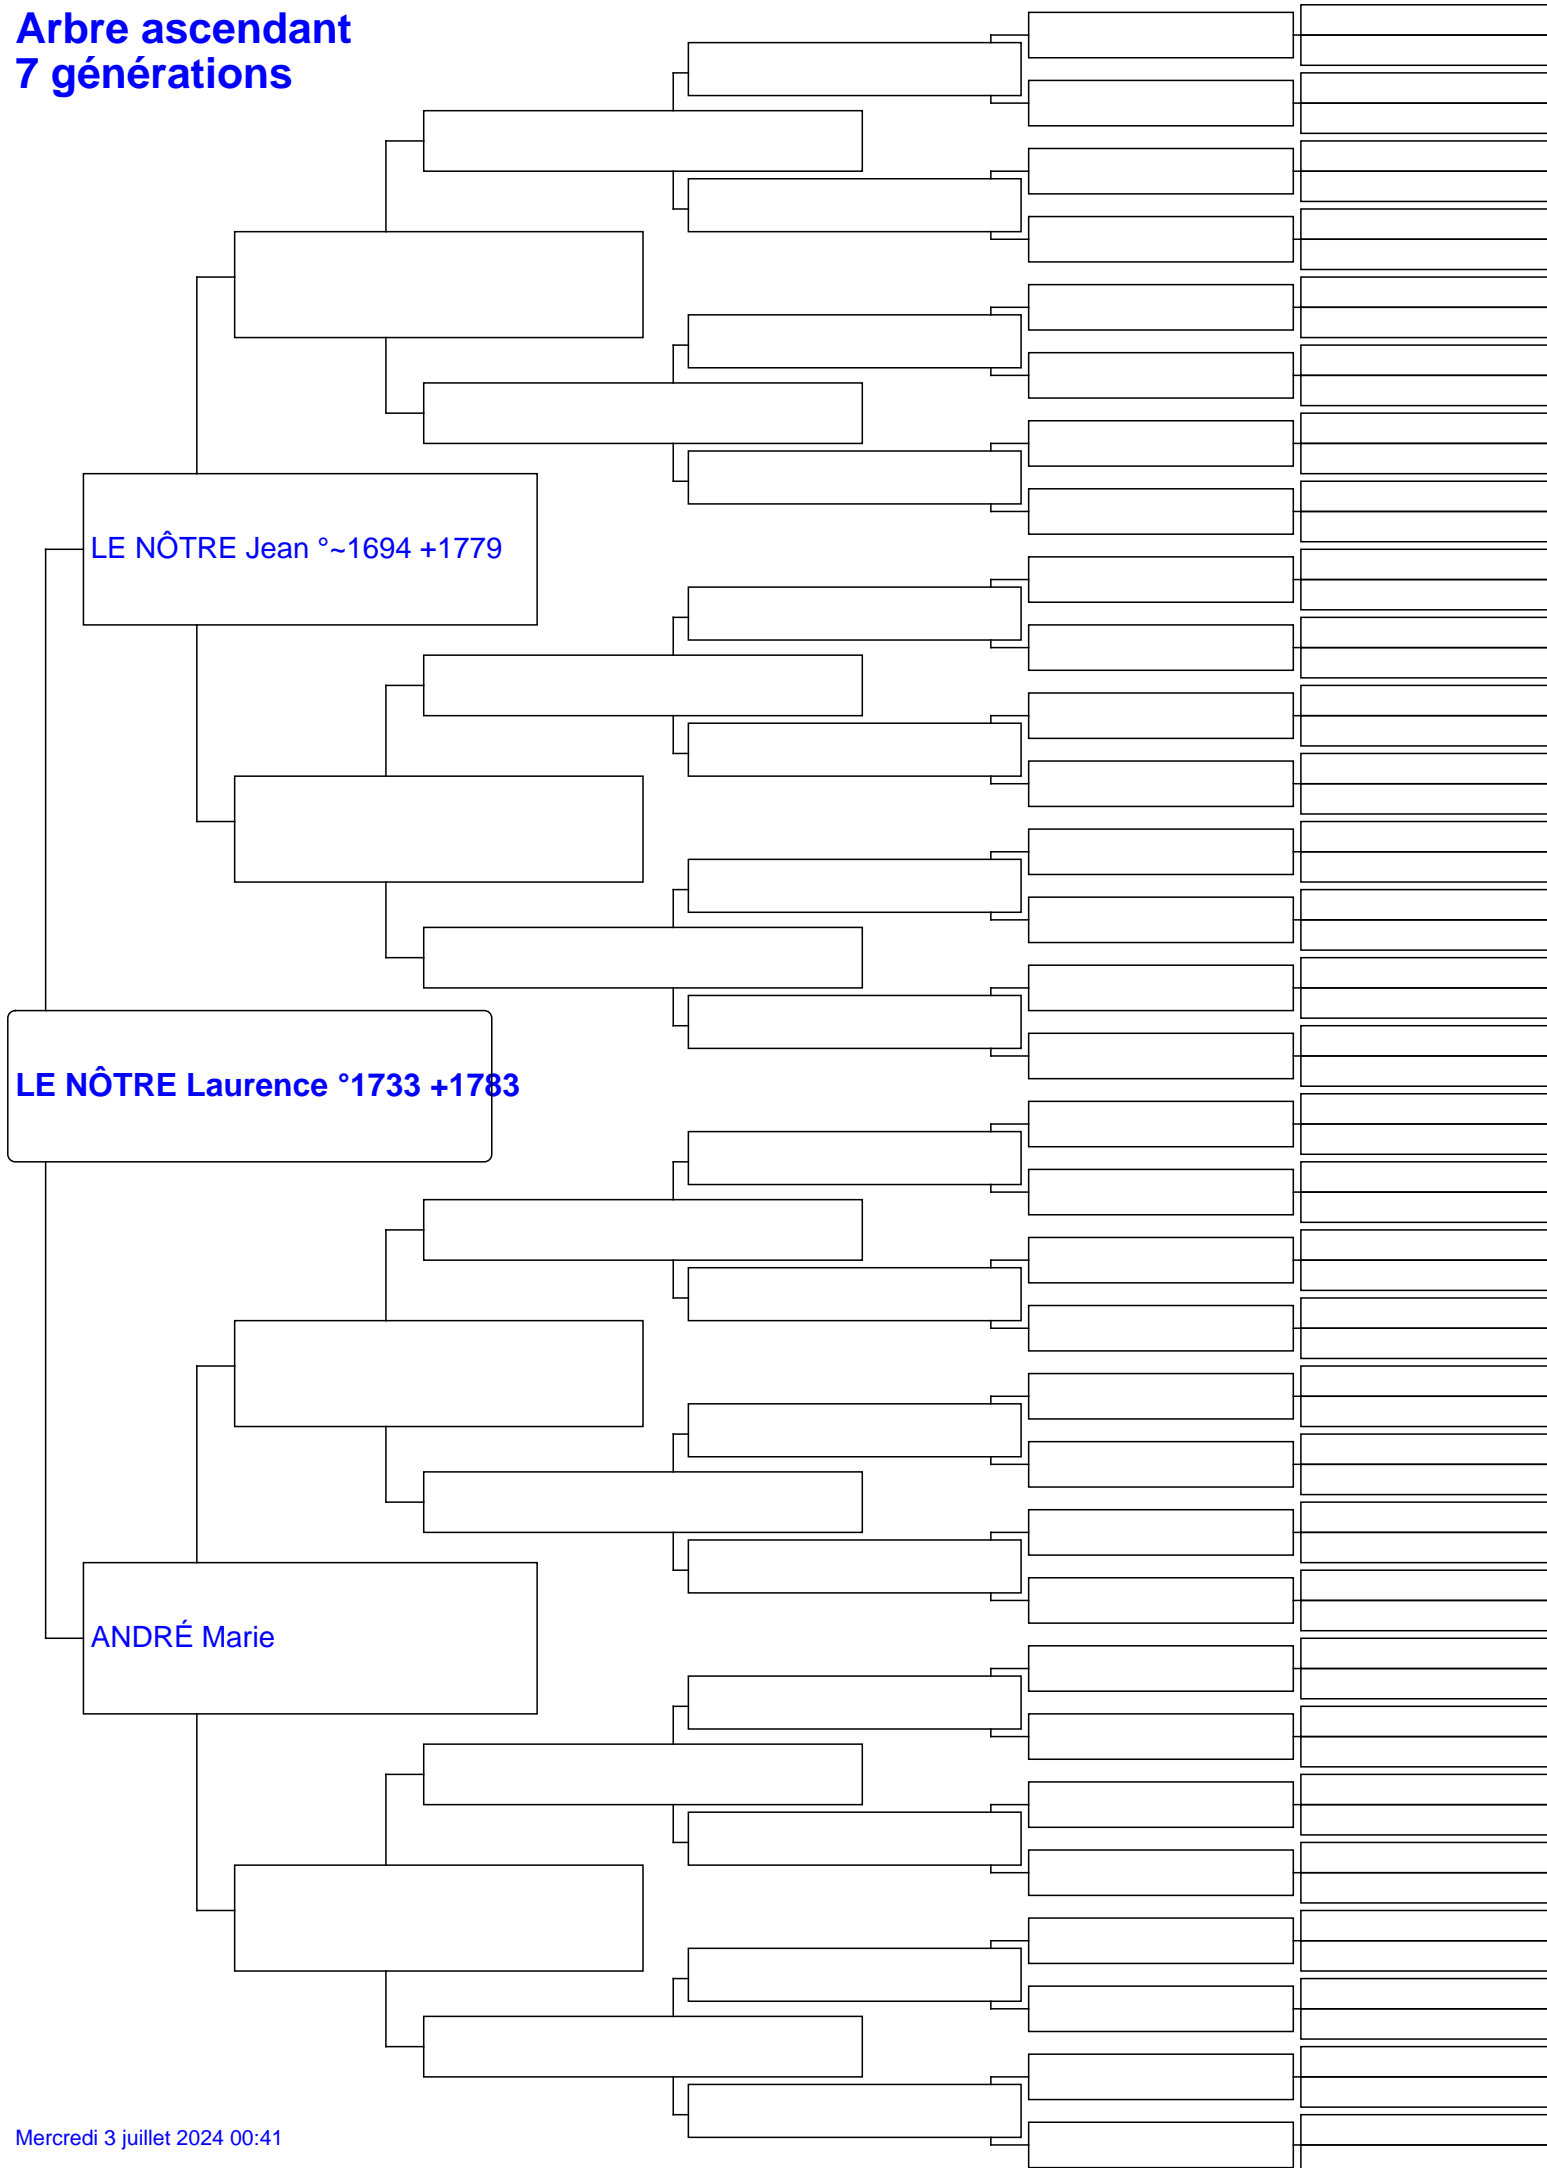 Arbre ascendant
7 générations
LE NÔTRE Jean °~1694 +1779
LE NÔTRE Laurence °1733 +1783
ANDRÉ Marie
Mercredi 3 juillet 2024 00:41